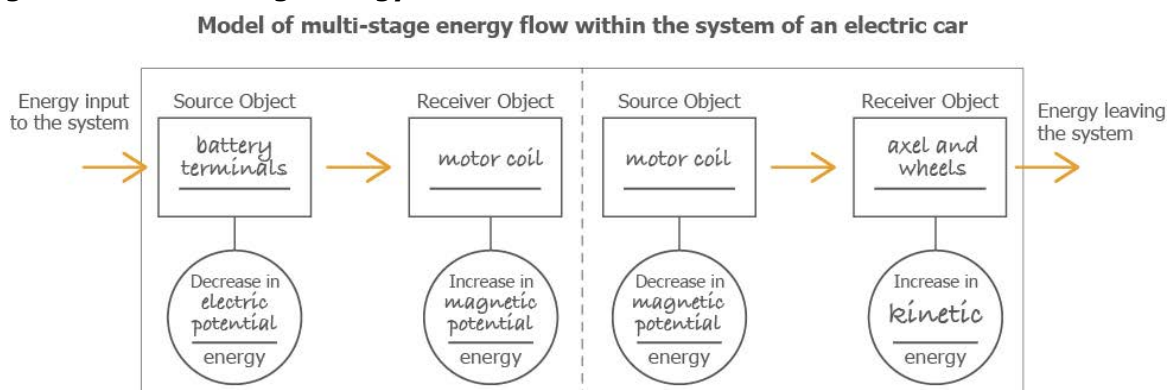 Model of multi-stage energy flow within the system of an electric car
Energy input
to the system
Source Object
battery
terminals
Decrease in
electric
potential
energy
Receiver Object
motor coil
Increase in
magnetic
potential
energy
Source Object
motor coil
Decrease in
magnetic
potential
energy
Receiver Object
axel and
wheels
Increase in
kinetic
energy
Energy leaving
the system